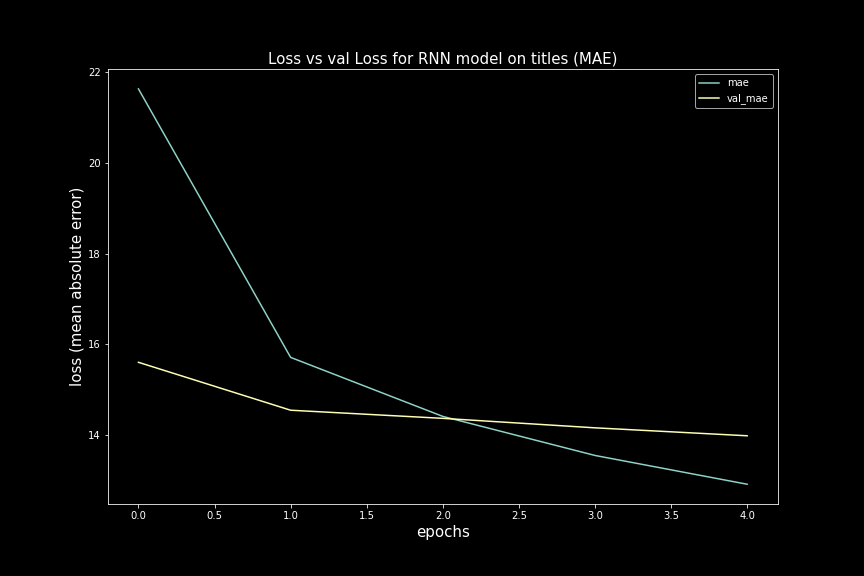 Loss vs val Loss for RNN model on titles (MAE)
mae
val_mae
loss (mean absolute error)
22
20
18
16
14
0.0 0.5 1.0 1.5 2.0 2.5 3.0 3.5 4.0
epochs